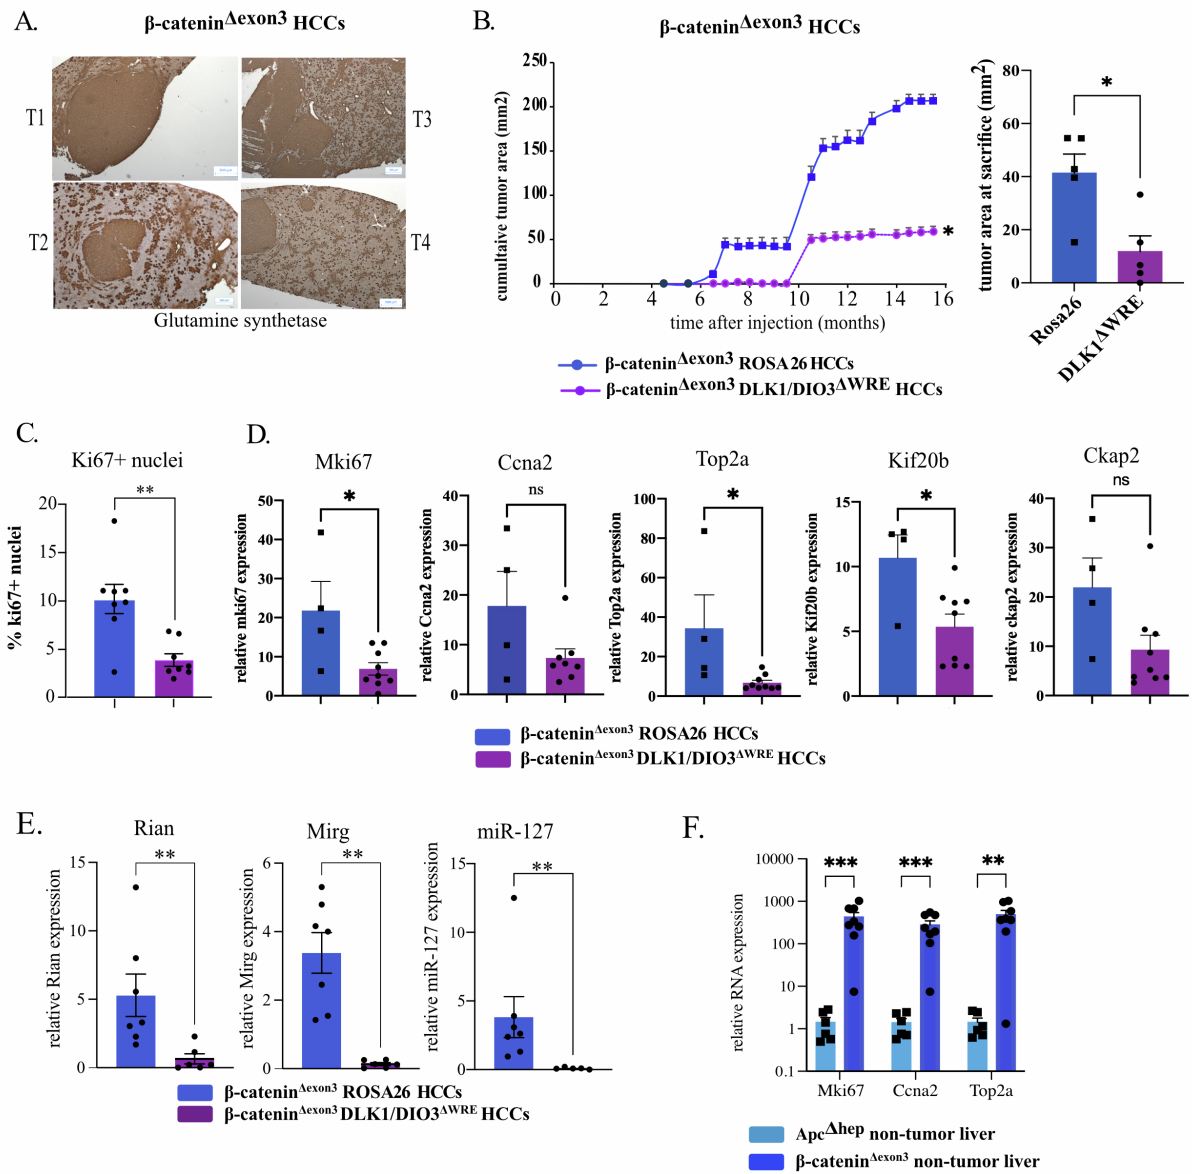 A.
β-catenin^Δexon3 HCCs
T1
T3
T2
T4
Glutamine synthetase
B.
β-catenin^Δexon3 HCCs
cumultaive tumor area (mm2)
250
200
150
100
50
0
0 2 4 6 8 10 12 14 16
time after injection (months)
*
β-catenin^Δexon3 ROSA26 HCCs
β-catenin^Δexon3 DLK1/DIO3^ΔWRE HCCs
tumor area at sacrifice (mm²)
80
60
40
20
0
*
Rosa26
DLK1^ΔWRE
C.
Ki67+ nuclei
% ki67+ nuclei
20
15
10
5
0
**
D.
Mki67
relative mki67 expression
50
40
30
20
10
0
*
Ccna2
relative Ccna2 expression
40
30
20
10
0
ns
Top2a
relative Top2a expression
100
80
60
40
20
0
*
Kif20b
relative Kif20b expression
15
10
5
0
*
Ckap2
relative ckap2 expression
40
30
20
10
0
ns
β-catenin^Δexon3 ROSA26 HCCs
β-catenin^Δexon3 DLK1/DIO3^ΔWRE HCCs
E.
Rian
relative Rian expression
15
10
5
0
**
Mirg
relative Mirg expression
6
4
2
0
**
miR-127
relative miR-127 expression
15
10
5
0
**
β-catenin^Δexon3 ROSA26 HCCs
β-catenin^Δexon3 DLK1/DIO3^ΔWRE HCCs
F.
relative RNA expression
10000
1000
100
10
1
0.1
*** *** **
Mki67 Ccna2 Top2a
Apc^Δhep non-tumor liver
β-catenin^Δexon3 non-tumor liver